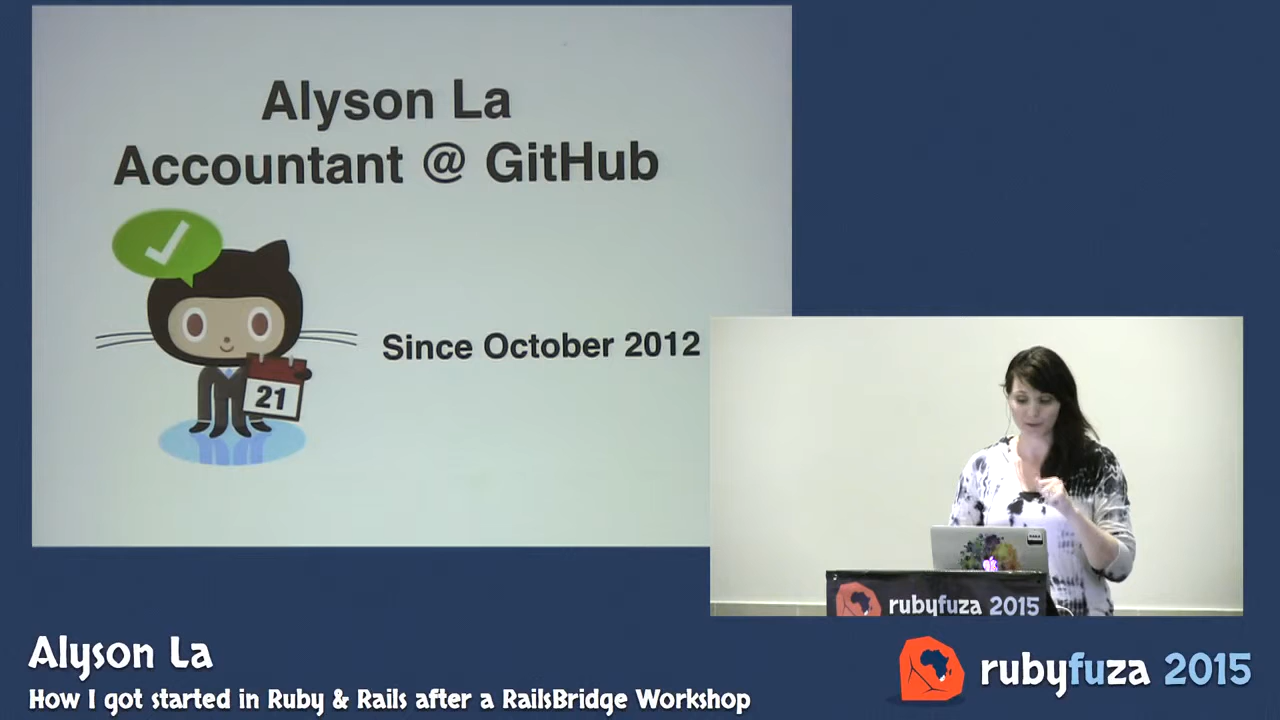 Alyson La
Accountant @ GitHub
21
Since October 2012
rubyfuza 2015
Alyson La
How I got started in Ruby & Rails after a RailsBridge Workshop
rubyfuza 2015